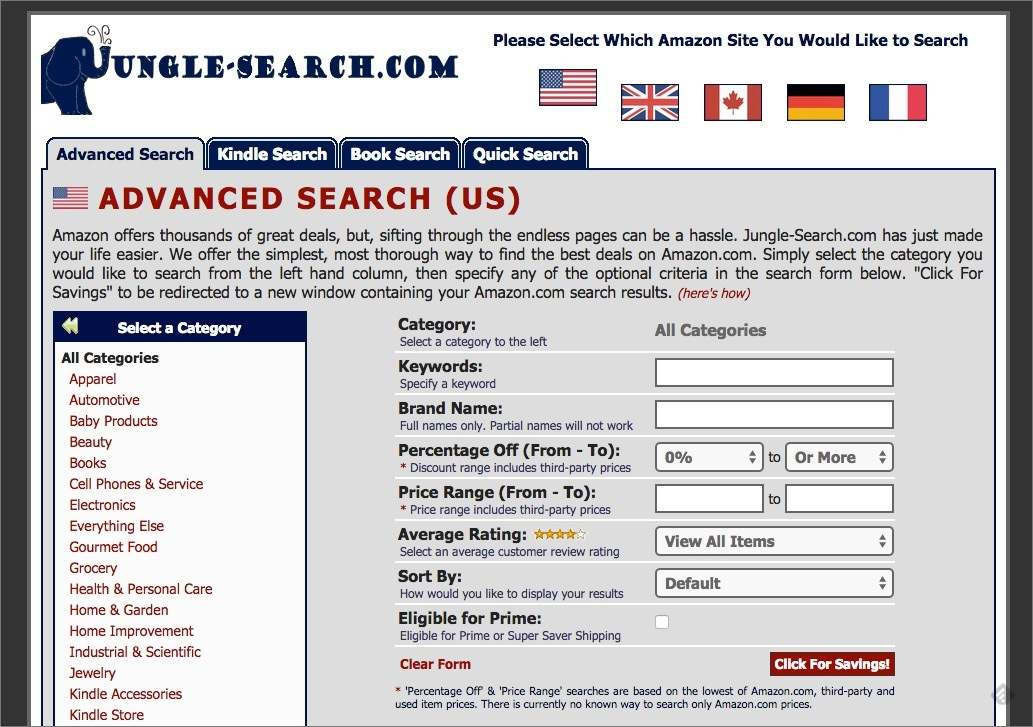 JUNGLE-SEARCH.COM
Please Select Which Amazon Site You Would Like to Search
Advanced Search
Kindle Search
Book Search
Quick Search
ADVANCED SEARCH (US)
Amazon offers thousands of great deals, but, sifting through the endless pages can be a hassle. Jungle-Search.com has just made
your life easier. We offer the simplest, most thorough way to find the best deals on Amazon.com. Simply select the category you
would like to search from the left hand column, then specify any of the optional criteria in the search form below. "Click For
Savings" to be redirected to a new window containing your Amazon.com search results. (here's how)
Select a Category
All Categories
Apparel
Automotive
Baby Products
Beauty
Books
Cell Phones & Service
Electronics
Everything Else
Gourmet Food
Grocery
Health & Personal Care
Home & Garden
Home Improvement
Industrial & Scientific
Jewelry
Kindle Accessories
Kindle Store
Category:
All Categories
Select a category to the left
Keywords:
Specify a keyword
Brand Name:
Full names only. Partial names will not work
Percentage Off (From - To):
0% to Or More
* Discount range includes third-party prices
Price Range (From - To):
to
* Price range includes third-party prices
Average Rating:
View All Items
Select an average customer review rating
Sort By:
Default
How would you like to display your results
Eligible for Prime:
Eligible for Prime or Super Saver Shipping
Clear Form
Click For Savings!
* 'Percentage Off' & 'Price Range' searches are based on the lowest of Amazon.com, third-party and
used item prices. There is currently no known way to search only Amazon.com prices.